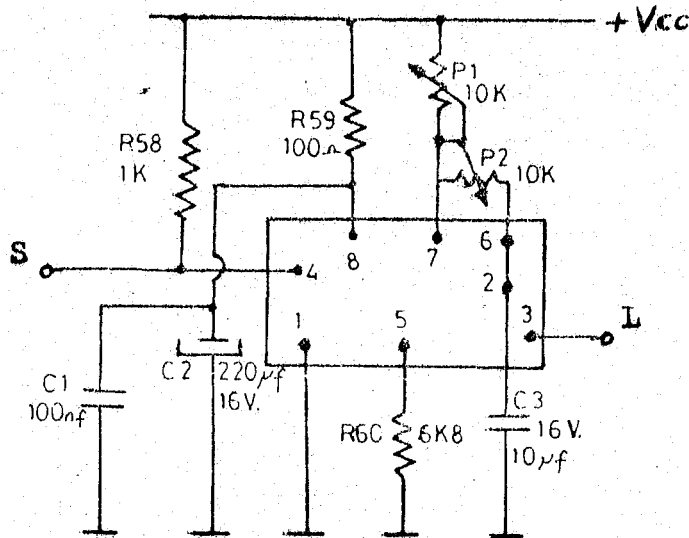 + Vcc
P1
10K
R59
100Ω
R58
1K
P2 10K
S
4
8
7
6
2
3
L
1
5
C1
100nf
C2 220µf
16V.
R60 6K8
C3
16V.
10µf